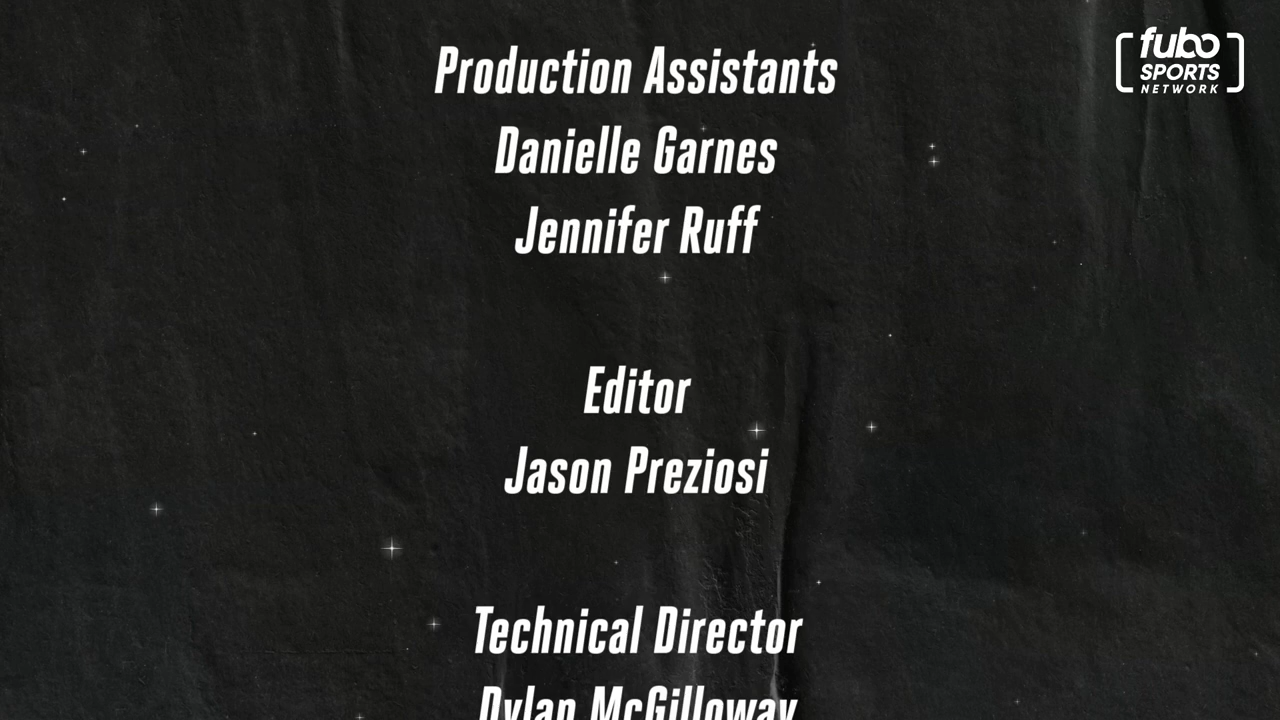 fubo
SPORTS
NETWORK
Production Assistants
Danielle Garnes
Jennifer Ruff
Editor
Jason Preziosi
Technical Director
Dylan McGilloway